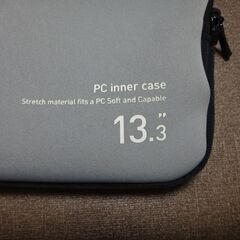 PC inner case
Stretch material fits a PC Soft and Capable
13.3”